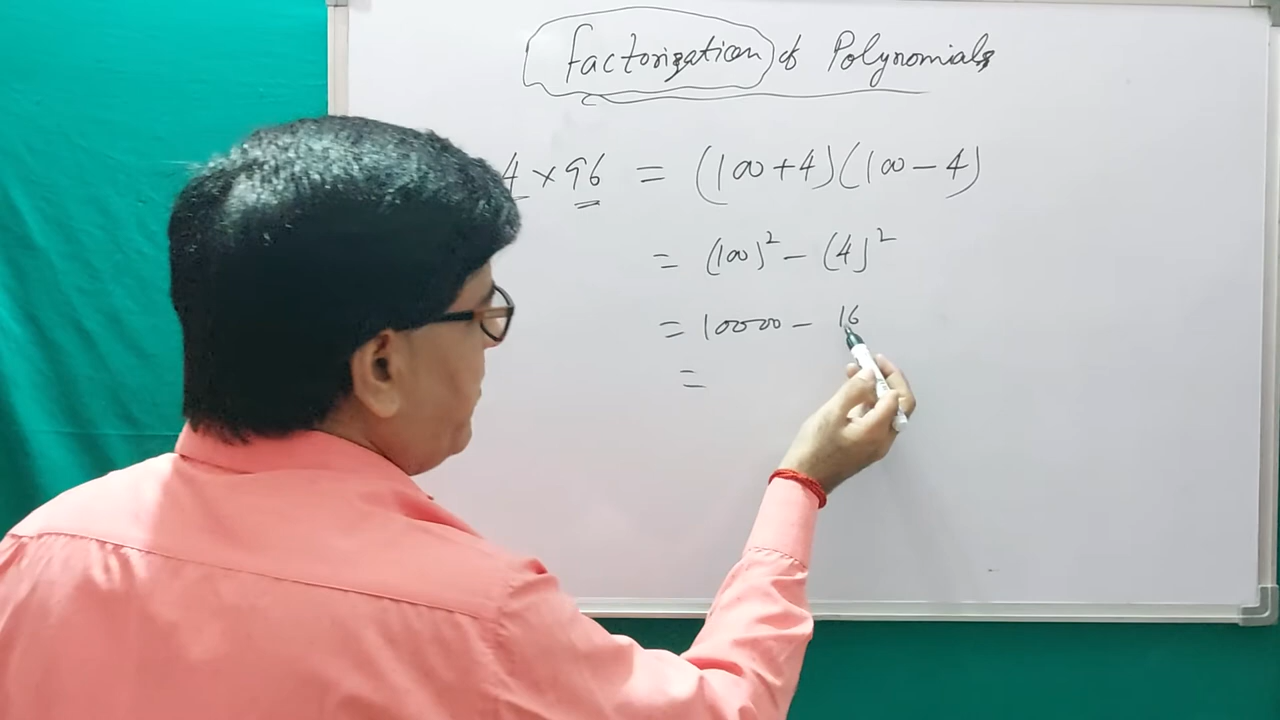 Factorization of Polynomials
4 × 96 = (100+4)(100-4)
= (100)² - (4)²
= 10000 - 16
=